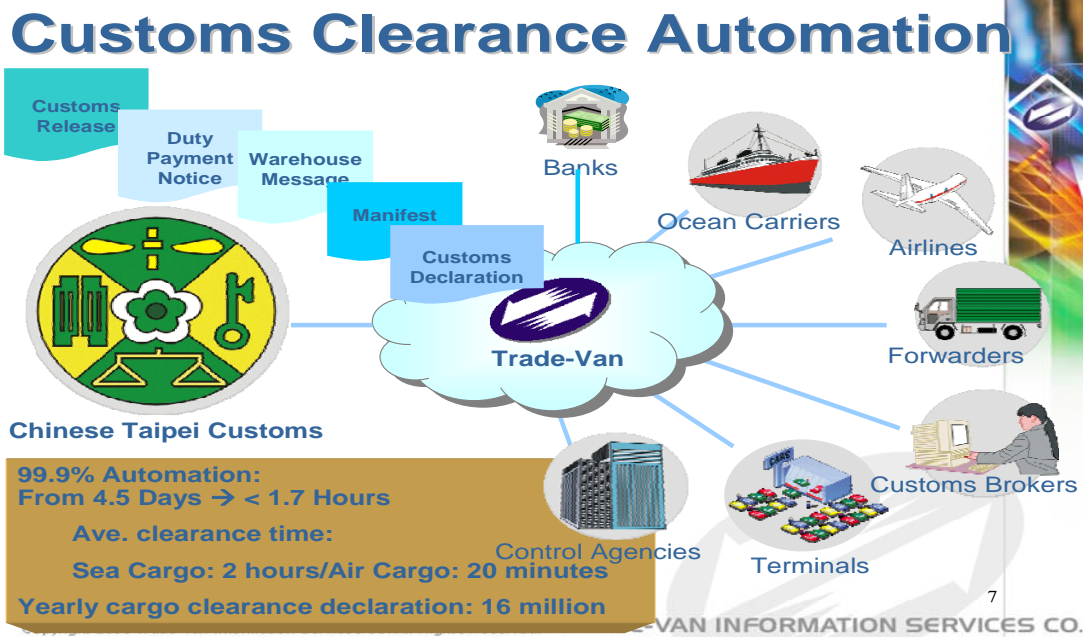 Customs Clearance Automation
Customs
Release
Duty
Payment
Notice
Warehouse
Message
Manifest
Customs
Declaration
Banks
Ocean Carriers
Airlines
Forwarders
Customs Brokers
Terminals
Control Agencies
Trade-Van
CARS
Chinese Taipei Customs
99.9% Automation:
From 4.5 Days → < 1.7 Hours
Ave. clearance time:
Sea Cargo: 2 hours/Air Cargo: 20 minutes
Yearly cargo clearance declaration: 16 million
7
-VAN INFORMATION SERVICES CO.